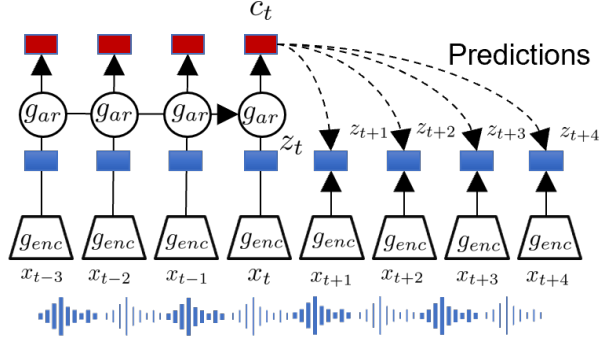 c_t
Predictions
g_ar g_ar g_ar g_ar
z_t z_{t+1} z_{t+2} z_{t+3} z_{t+4}
g_enc g_enc g_enc g_enc g_enc g_enc g_enc g_enc
x_{t-3} x_{t-2} x_{t-1} x_t x_{t+1} x_{t+2} x_{t+3} x_{t+4}